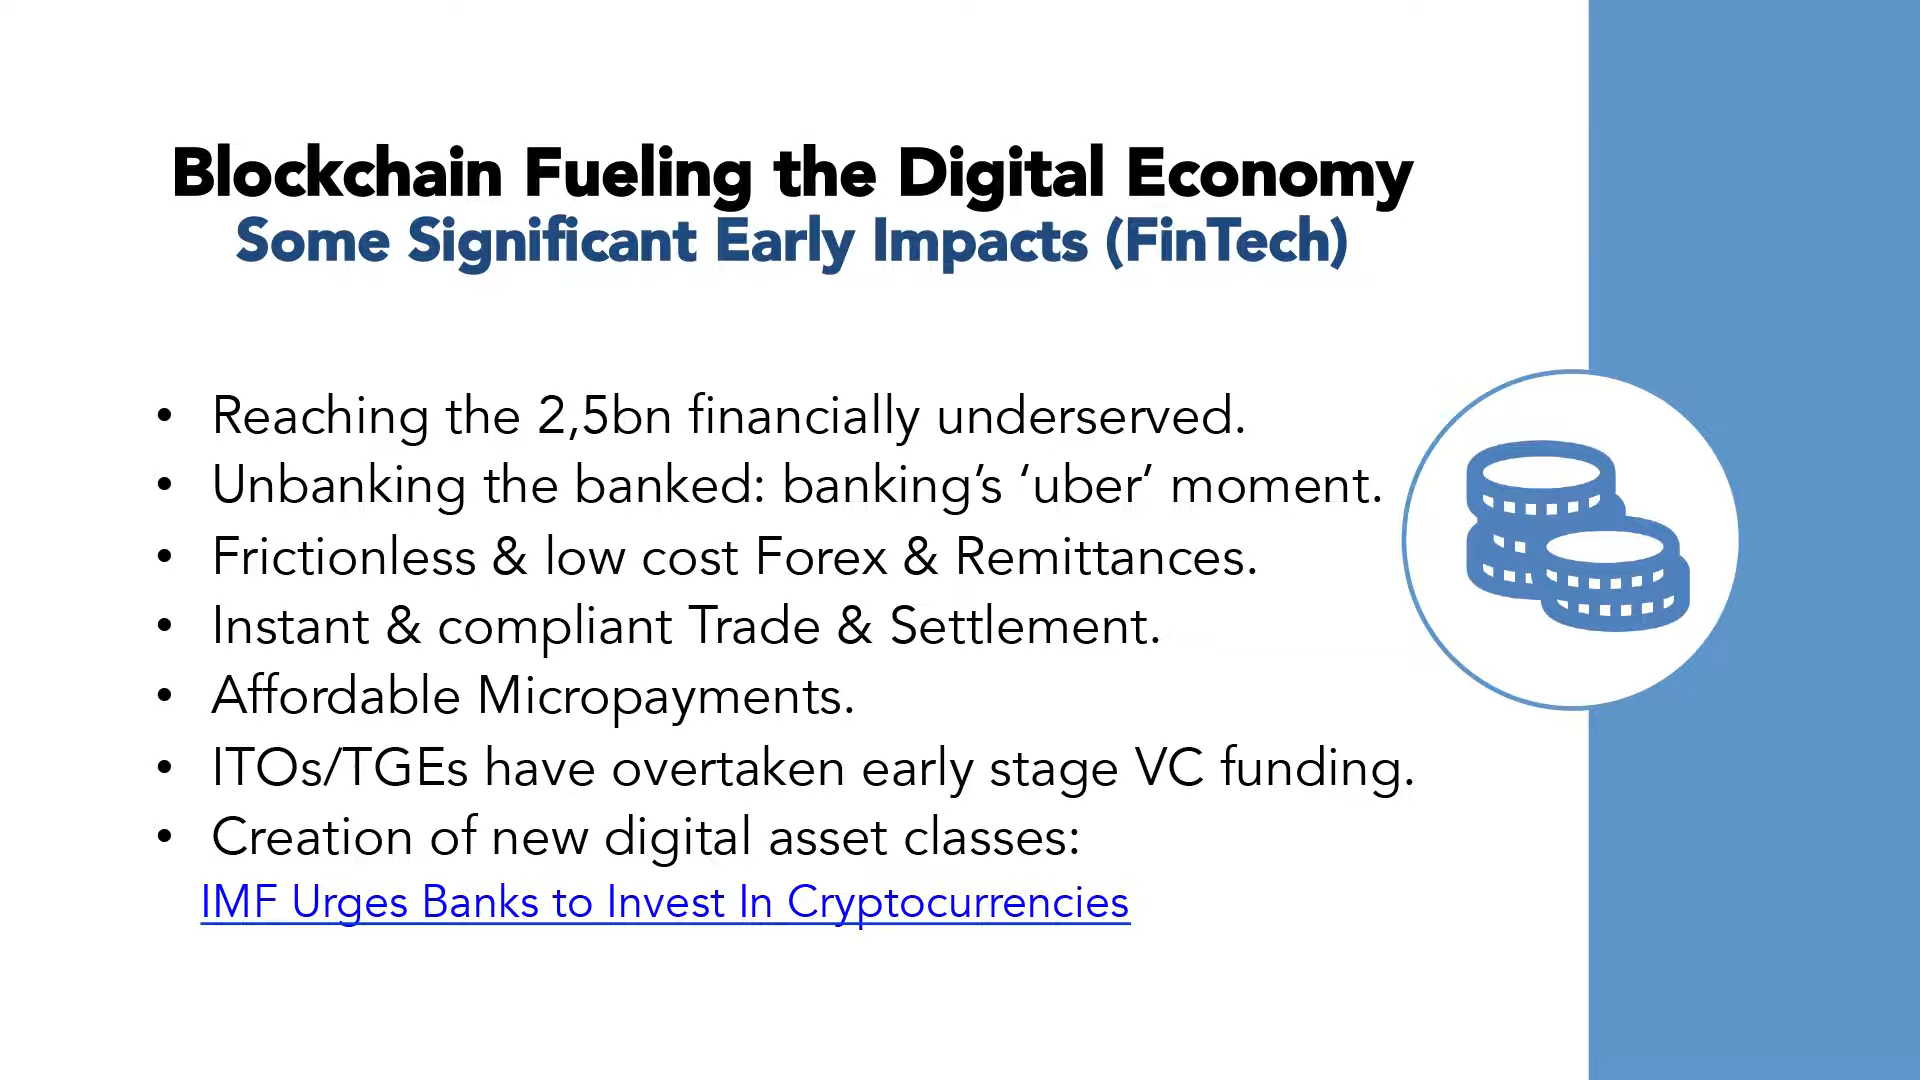 Blockchain Fueling the Digital Economy
Some Significant Early Impacts (FinTech)
• Reaching the 2,5bn financially underserved.
• Unbanking the banked: banking’s ‘uber’ moment.
• Frictionless & low cost Forex & Remittances.
• Instant & compliant Trade & Settlement.
• Affordable Micropayments.
• ITOs/TGEs have overtaken early stage VC funding.
• Creation of new digital asset classes:
IMF Urges Banks to Invest In Cryptocurrencies